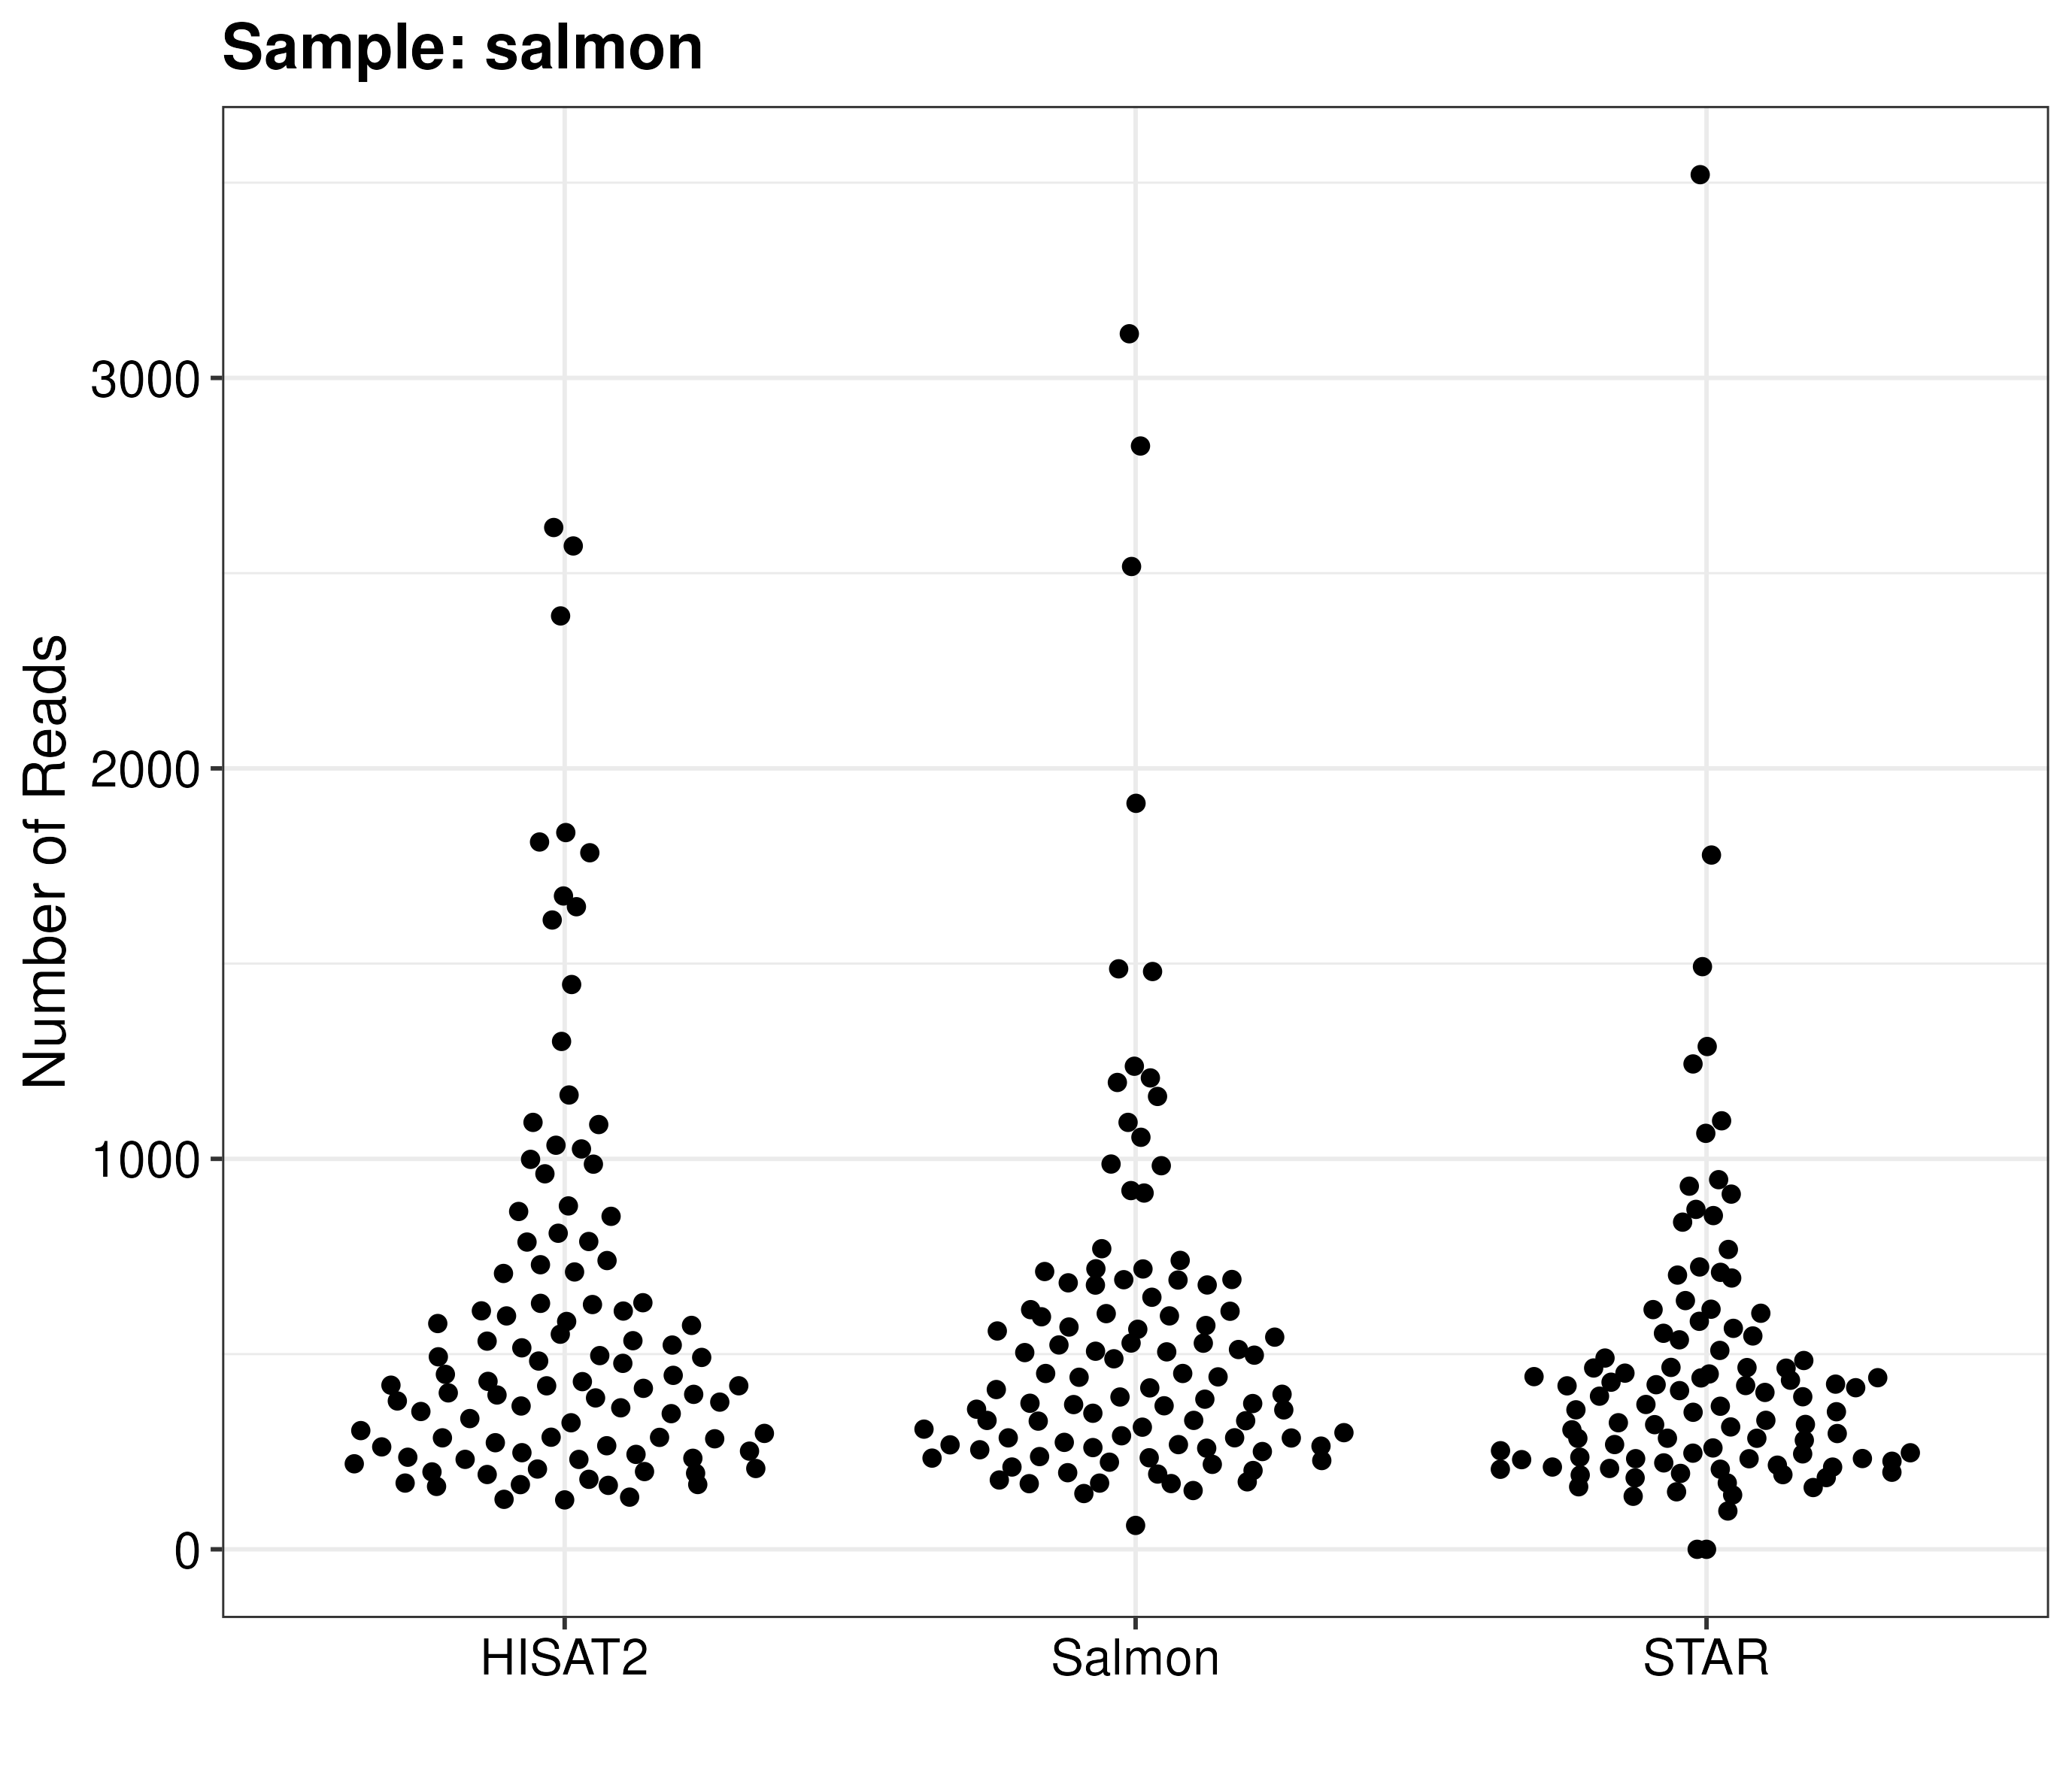 Sample: salmon
Number of Reads
3000
2000
1000
0
HISAT2
Salmon
STAR